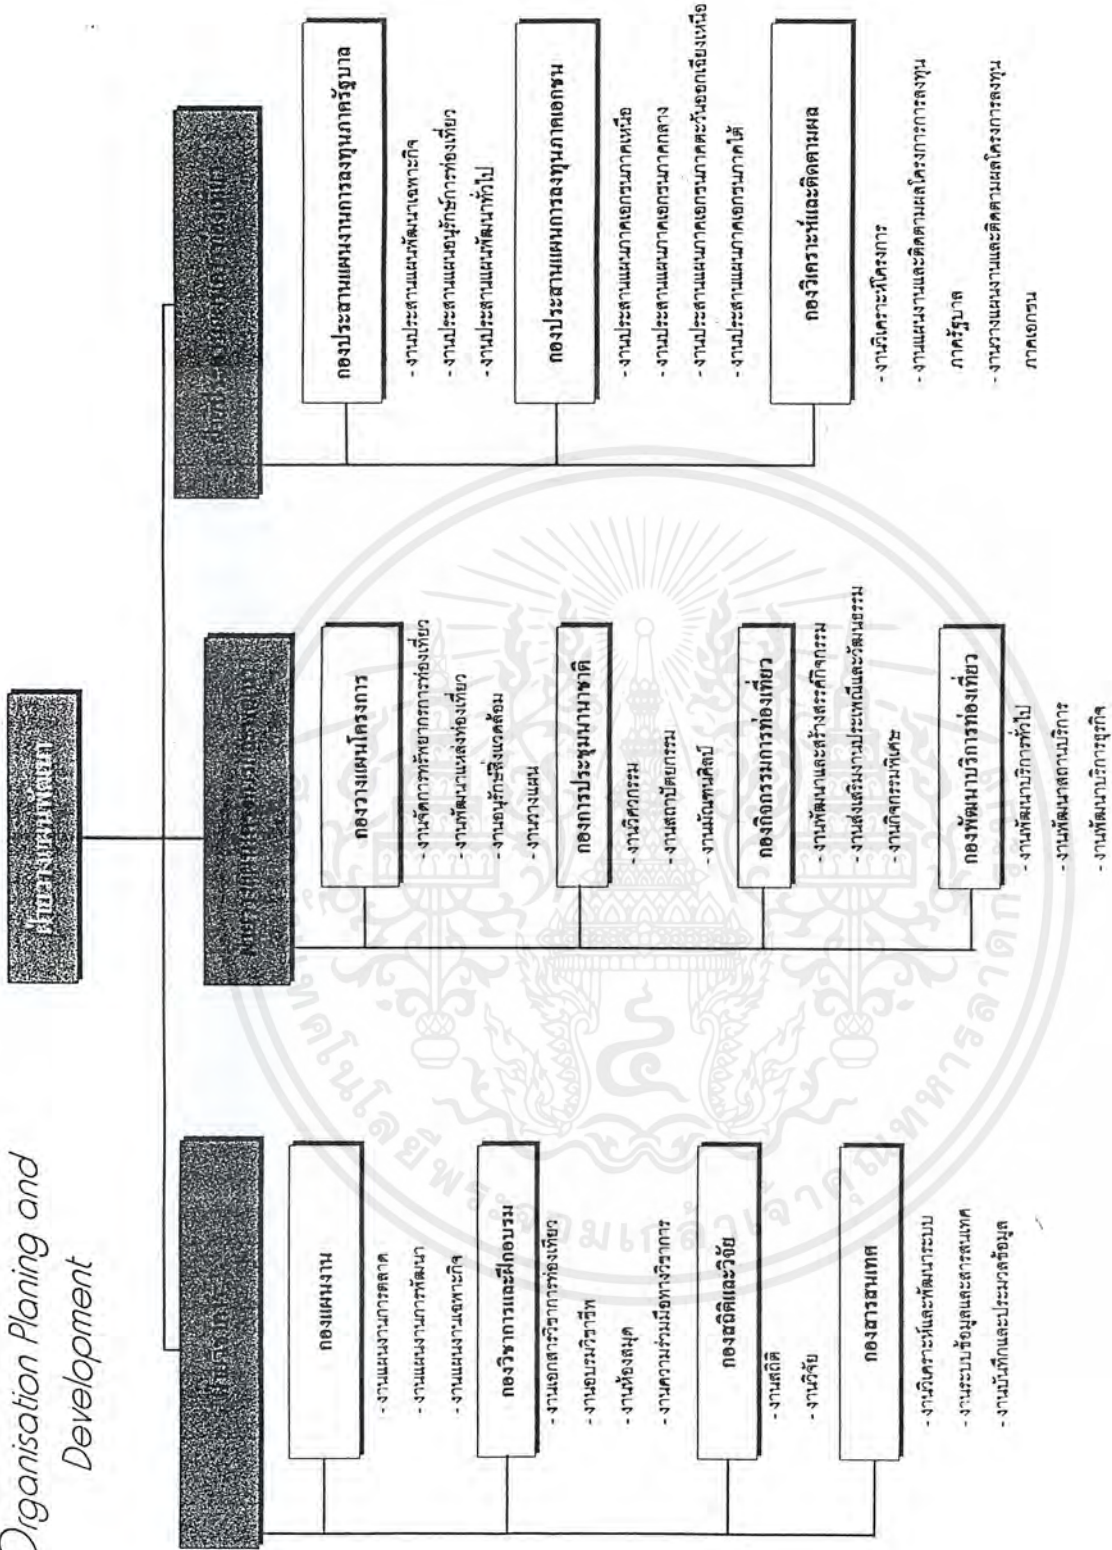 Organisation Planing and
Development
ฝ่ายวางแผนพัฒนา
ฝ่ายวิชาการ
กองแผนงาน
- งานแผนงานการตลาด
- งานแผนงานการพัฒนา
- งานแผนงานเฉพาะกิจ
กองวิชาการและฝึกอบรม
- งานเอกสารวิชาการท่องเที่ยว
- งานอบรมวิชาชีพ
- งานห้องสมุด
- งานความร่วมมือทางวิชาการ
กองสถิติและวิจัย
- งานสถิติ
- งานวิจัย
กองสารสนเทศ
- งานวิเคราะห์และพัฒนาระบบ
- งานระบบข้อมูลและสารสนเทศ
- งานบันทึกและประมวลข้อมูล
กองวางแผนโครงการ
- งานจัดการทรัพยากรการท่องเที่ยว
- งานพัฒนาแหล่งท่องเที่ยว
- งานอนุรักษ์สิ่งแวดล้อม
- งานวางแผน
กองการประชุมนานาชาติ
- งานวิศวกรรม
- งานสถาปัตยกรรม
- งานมัณฑนศิลป์
กองกิจกรรมการท่องเที่ยว
- งานพัฒนาและสร้างสรรค์กิจกรรม
- งานส่งเสริมงานประเพณีและวัฒนธรรม
- งานกิจกรรมพิเศษ
กองพัฒนาบริการท่องเที่ยว
- งานพัฒนาบริการทั่วไป
- งานพัฒนาสถานบริการ
- งานพัฒนาบริการธุรกิจ
กองประสานแผนงานการลงทุนภาครัฐบาล
- งานประสานแผนพัฒนาเฉพาะกิจ
- งานประสานแผนอนุรักษ์การท่องเที่ยว
- งานประสานแผนพัฒนาทั่วไป
กองประสานแผนการลงทุนภาคเอกชน
- งานประสานแผนภาคเอกชนภาคเหนือ
- งานประสานแผนภาคเอกชนภาคกลาง
- งานประสานแผนภาคเอกชนภาคตะวันออกเฉียงเหนือ
- งานประสานแผนภาคเอกชนภาคใต้
กองวิเคราะห์และติดตามผล
- งานวิเคราะห์โครงการ
- งานแผนงานและติดตามผลโครงการการลงทุน
ภาครัฐบาล
- งานวางแผนงานและติดตามผลโครงการลงทุน
ภาคเอกชน